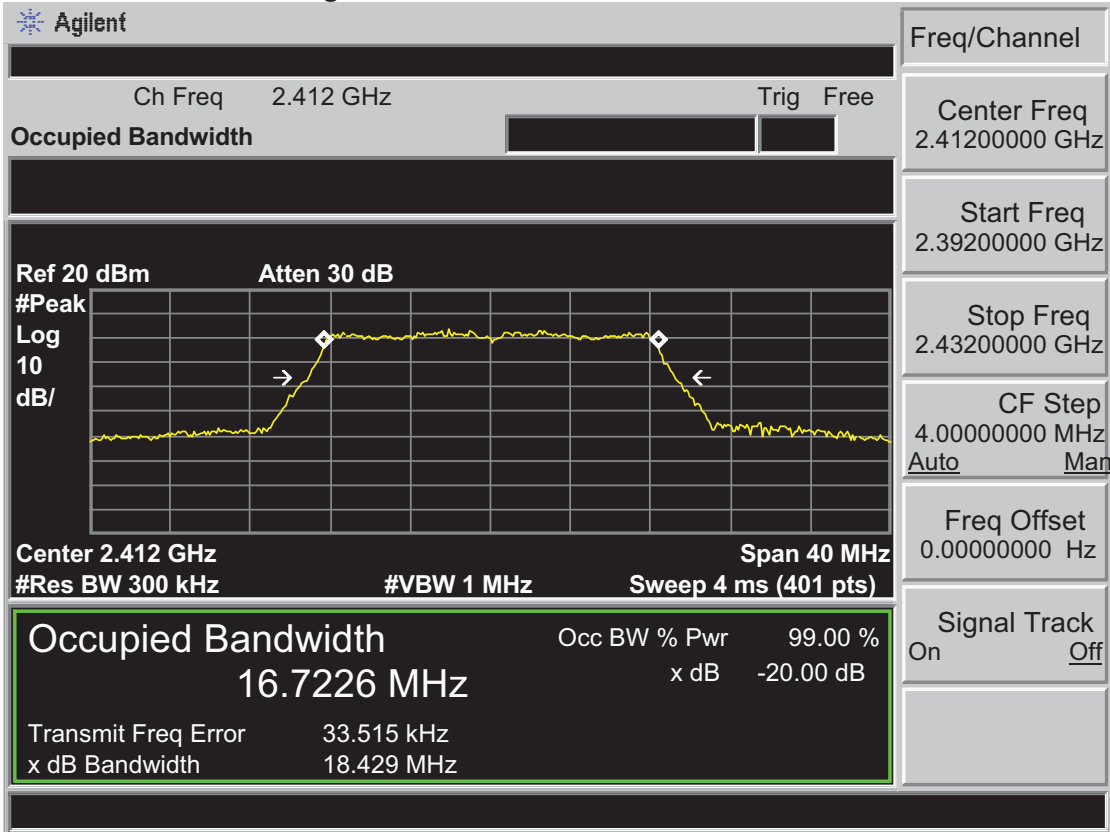 Agilent
Freq/Channel
Ch Freq 2.412 GHz Trig Free
Occupied Bandwidth
Center Freq
2.41200000 GHz
Start Freq
2.39200000 GHz
Stop Freq
2.43200000 GHz
CF Step
4.00000000 MHz
Auto Man
Freq Offset
0.00000000 Hz
Signal Track
On Off
Ref 20 dBm Atten 30 dB
#Peak
Log
10
dB/
Center 2.412 GHz Span 40 MHz
#Res BW 300 kHz #VBW 1 MHz Sweep 4 ms (401 pts)
Occupied Bandwidth Occ BW % Pwr 99.00 %
16.7226 MHz x dB -20.00 dB
Transmit Freq Error 33.515 kHz
x dB Bandwidth 18.429 MHz